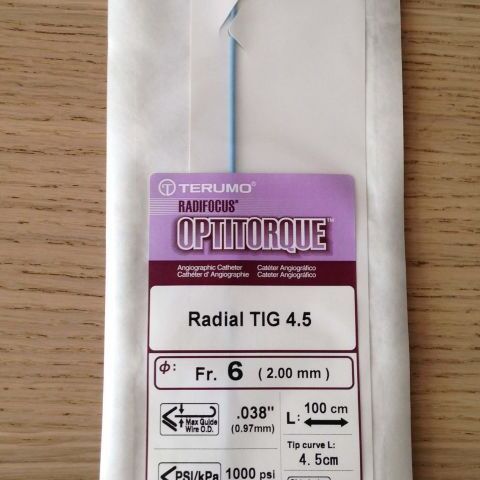 TERUMO®
RADIFOCUS®
OPTITORQUE™
Angiographic Catheter Catéter Angiográfico
Cathéter d' Angiographie Cateter Angiográfico
Radial TIG 4.5
Φ: Fr. 6 (2.00 mm)
Max Guide Wire O.D.
.038"
(0.97mm)
L: 100 cm
Tip curve L:
4.5cm
PSI/kPa 1000 psi